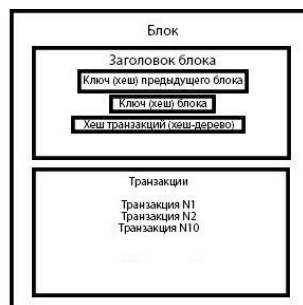 Блок
Заголовок блока
Ключ (хеш) предыдущего блока
Ключ (хеш) блока
Хеш транзакций (хеш-дерево)
Транзакции
Транзакция N1
Транзакция N2
Транзакция N10